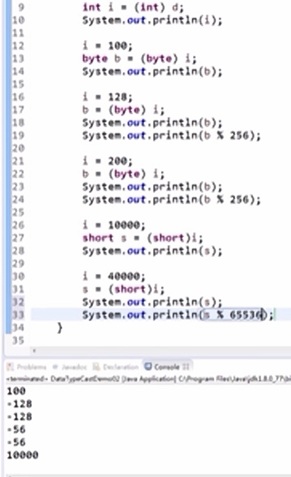 9 int i = (int) d;
10 System.out.println(i);
11
12 i = 100;
13 byte b = (byte) i;
14 System.out.println(b);
15
16 i = 128;
17 b = (byte) i;
18 System.out.println(b);
19 System.out.println(b % 256);
20
21 i = 200;
22 b = (byte) i;
23 System.out.println(b);
24 System.out.println(b % 256);
25
26 i = 10000;
27 short s = (short)i;
28 System.out.println(s);
29
30 i = 40000;
31 s = (short)i;
32 System.out.println(s);
33 System.out.println(s % 65536);
34 }
35
Problems Javadoc Declaration Console
<terminated> DataTypeCastDemo02 [Java Application] C:\Program Files\Java\jdk1.8.0_77\bi
100
-128
-128
-56
-56
10000